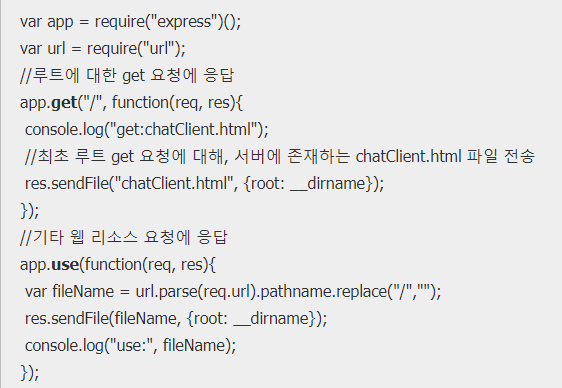 var app = require("express")();
var url = require("url");
//루트에 대한 get 요청에 응답
app.get("/", function(req, res){
console.log("get:chatClient.html");
//최초 루트 get 요청에 대해, 서버에 존재하는 chatClient.html 파일 전송
res.sendFile("chatClient.html", {root: __dirname});
});
//기타 웹 리소스 요청에 응답
app.use(function(req, res){
var fileName = url.parse(req.url).pathname.replace("/","");
res.sendFile(fileName, {root: __dirname});
console.log("use:", fileName);
});